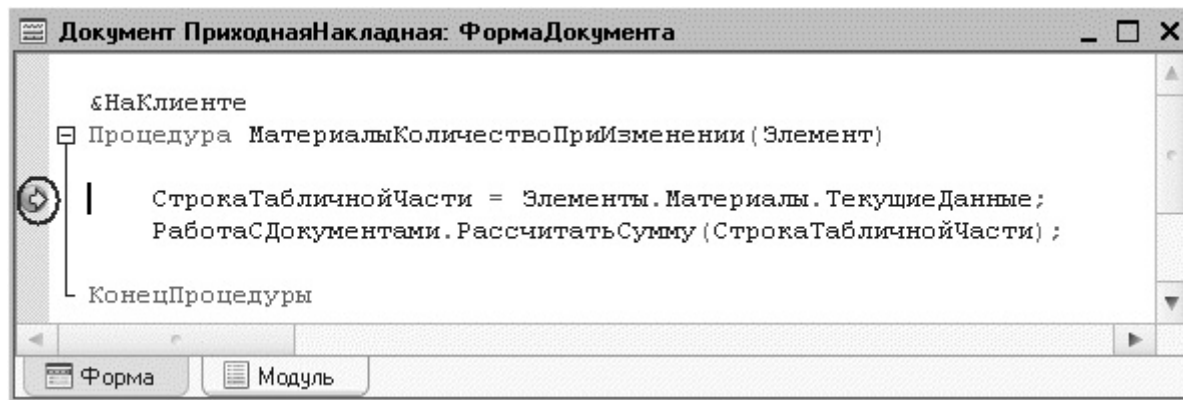 Документ ПриходнаяНакладная: ФормаДокумента
&НаКлиенте
Процедура МатериалыКоличествоПриИзменении(Элемент)
СтрокаТабличнойЧасти = Элементы.Материалы.ТекущиеДанные;
РаботаСДокументами.РассчитатьСумму(СтрокаТабличнойЧасти);
КонецПроцедуры
Форма
Модуль